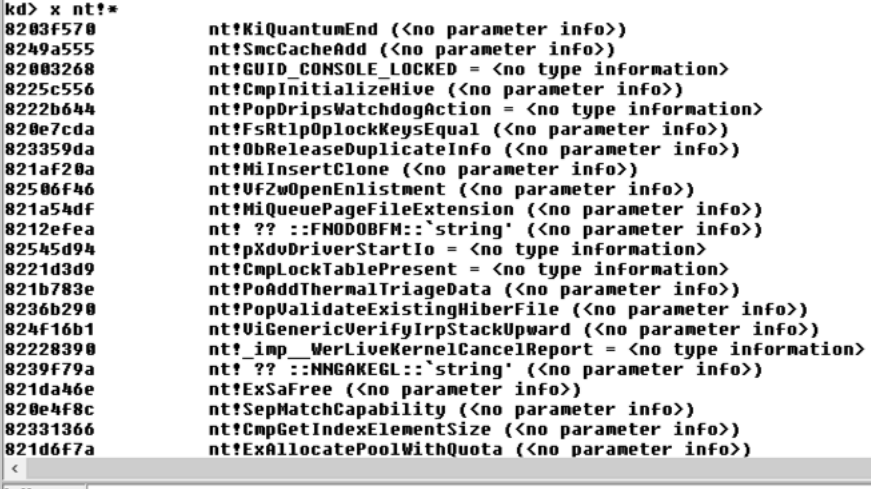 kd> x nt!*
8203f570 nt!KiQuantumEnd (<no parameter info>)
8249a555 nt!SmcCacheAdd (<no parameter info>)
82003268 nt!GUID_CONSOLE_LOCKED = <no type information>
8225c556 nt!CmpInitializeHive (<no parameter info>)
8222b644 nt!PopDripsWatchdogAction = <no type information>
820e7cda nt!FsRtlpOplockKeysEqual (<no parameter info>)
823359da nt!ObReleaseDuplicateInfo (<no parameter info>)
821af20a nt!MiInsertClone (<no parameter info>)
82506f46 nt!VfZwOpenEnlistment (<no parameter info>)
821a54df nt!MiQueuePageFileExtension (<no parameter info>)
8212efea nt! ?? ::FNODOBFM::`string' (<no parameter info>)
82545d94 nt!pXdvDriverStartIo = <no type information>
8221d3d9 nt!CmpLockTablePresent = <no type information>
821b783e nt!PoAddThermalTriageData (<no parameter info>)
8236b290 nt!PopValidateExistingHiberFile (<no parameter info>)
824f16b1 nt!ViGenericVerifyIrpStackUpward (<no parameter info>)
82228390 nt!_imp__WerLiveKernelCancelReport = <no type information>
8239f79a nt! ?? ::NNGAKEGL::`string' (<no parameter info>)
821da46e nt!ExSaFree (<no parameter info>)
820e4f8c nt!SepMatchCapability (<no parameter info>)
82331366 nt!CmpGetIndexElementSize (<no parameter info>)
821d6f7a nt!ExAllocatePoolWithQuota (<no parameter info>)